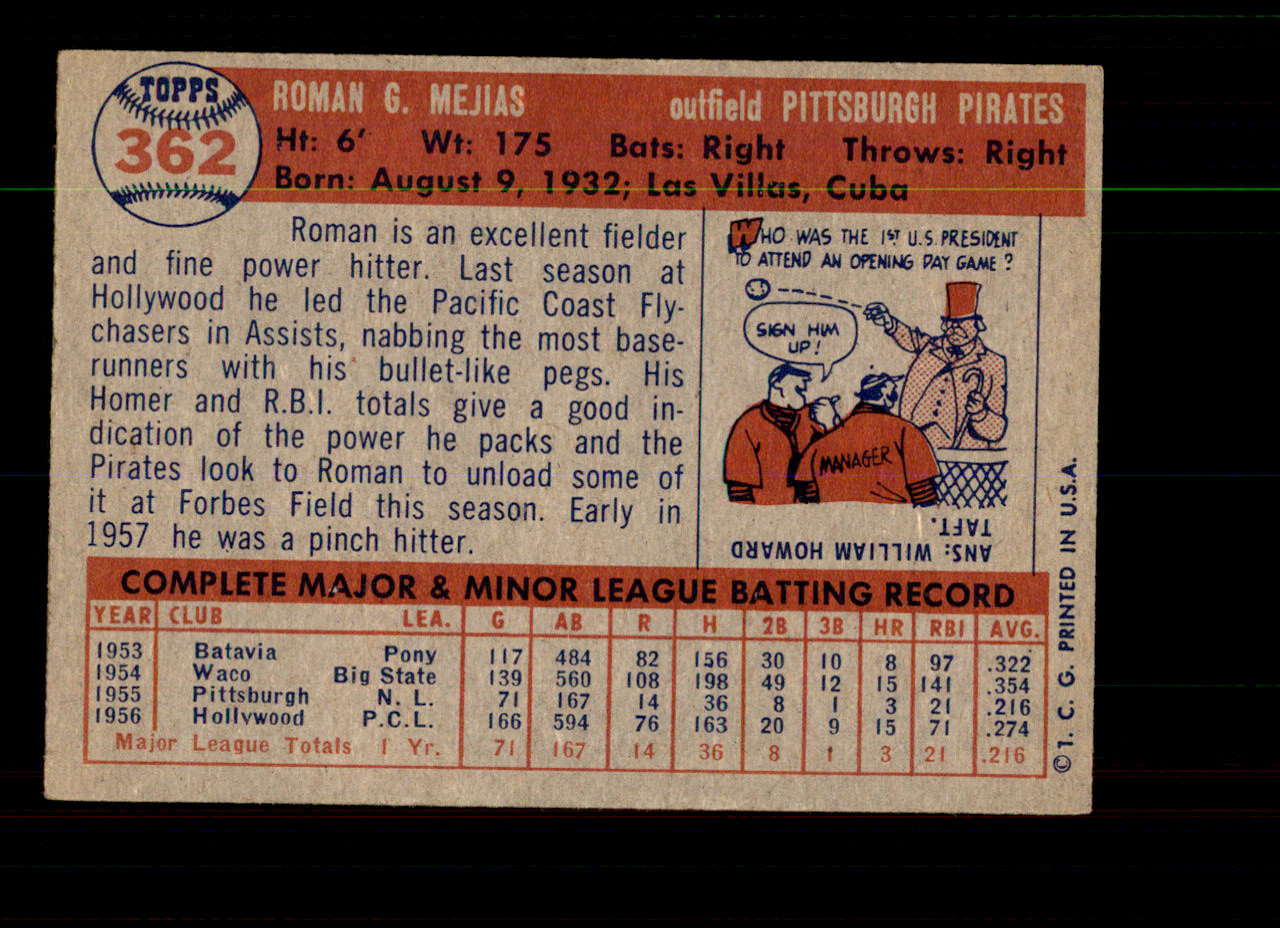 TOPPS
362
ROMAN G. MEJIAS outfield PITTSBURGH PIRATES
Ht: 6' Wt: 175 Bats: Right Throws: Right
Born: August 9, 1932; Las Villas, Cuba
Roman is an excellent fielder
and fine power hitter. Last season at
Hollywood he led the Pacific Coast Fly-
chasers in Assists, nabbing the most base-
runners with his bullet-like pegs. His
Homer and R.B.I. totals give a good in-
dication of the power he packs and the
Pirates look to Roman to unload some of
it at Forbes Field this season. Early in
1957 he was a pinch hitter.
WHO WAS THE 1ST U.S. PRESIDENT
TO ATTEND AN OPENING DAY GAME?
SIGN HIM
UP!
MANAGER
ANS: WILLIAM HOWARD
TAFT.
COMPLETE MAJOR & MINOR LEAGUE BATTING RECORD
YEAR CLUB LEA. G AB R H 2B 3B HR RBI AVG.
1953 Batavia Pony 117 484 82 156 30 10 8 97 .322
1954 Waco Big State 139 560 108 198 49 12 15 141 .354
1955 Pittsburgh N. L. 71 167 14 36 8 1 3 21 .216
1956 Hollywood P.C.L. 166 594 76 163 20 9 15 71 .274
Major League Totals 1 Yr. 71 167 14 36 8 1 3 21 .216
© T. C. G. PRINTED IN U.S.A.